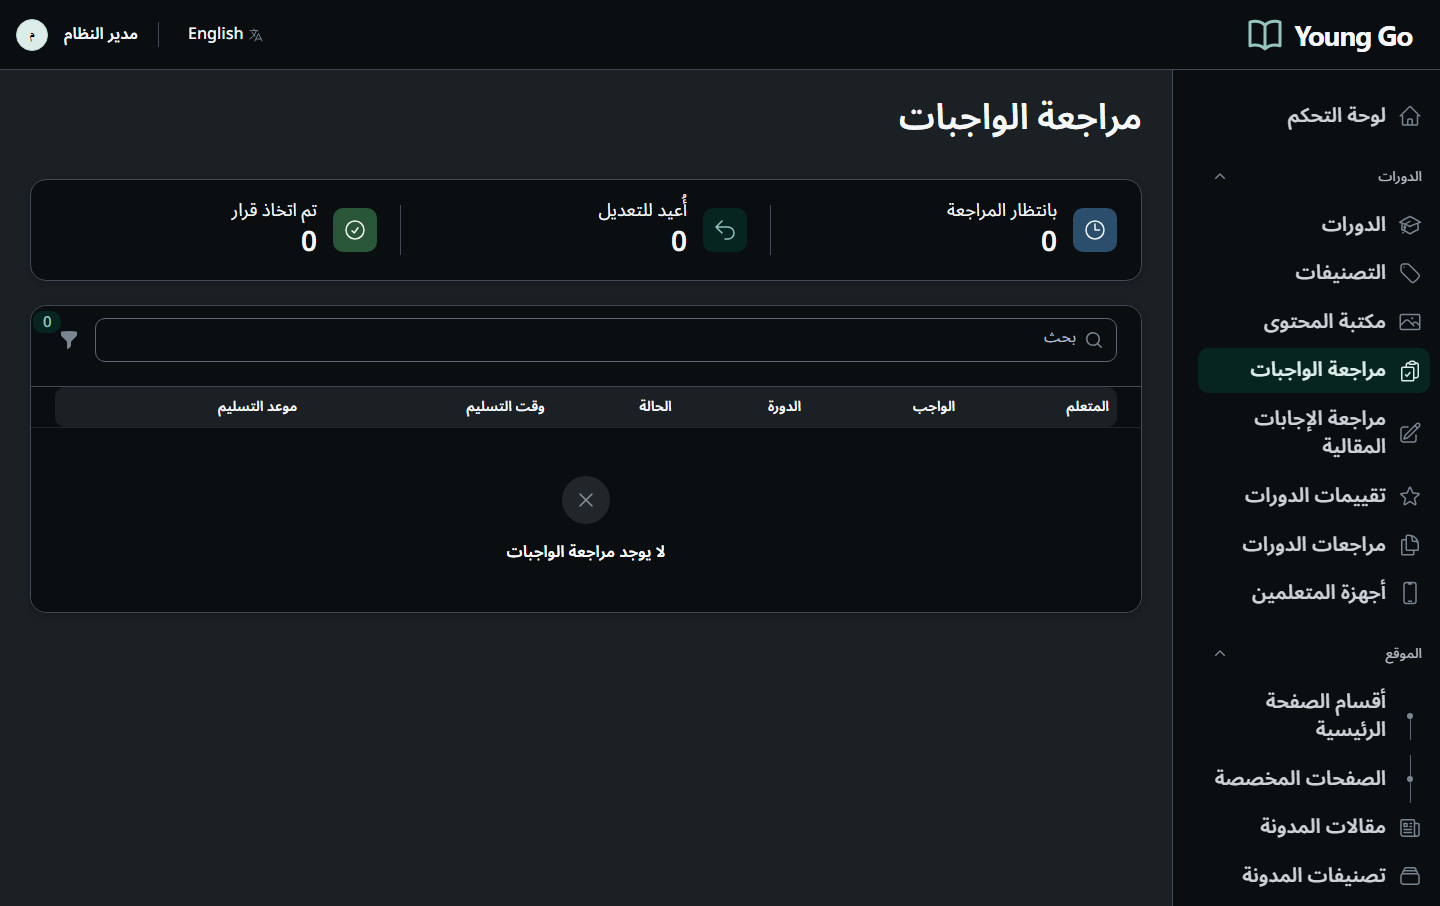 Young Go
English
مدير النظام
م
لوحة التحكم
الدورات
الدورات
التصنيفات
مكتبة المحتوى
مراجعة الواجبات
مراجعة الإجابات
المقالية
تقييمات الدورات
مراجعات الدورات
أجهزة المتعلمين
الموقع
أقسام الصفحة
الرئيسية
الصفحات المخصصة
مقالات المدونة
تصنيفات المدونة
مراجعة الواجبات
بانتظار المراجعة
0
أُعيد للتعديل
0
تم اتخاذ قرار
0
بحث
0
المتعلم الواجب الدورة الحالة وقت التسليم موعد التسليم
لا يوجد مراجعة الواجبات